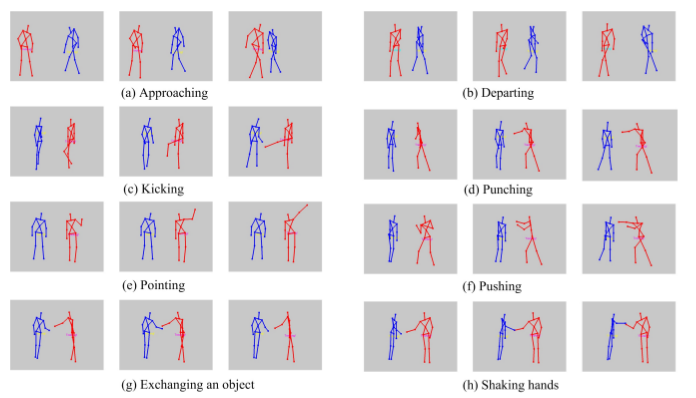 (a) Approaching
(b) Departing
(c) Kicking
(d) Punching
(e) Pointing
(f) Pushing
(g) Exchanging an object
(h) Shaking hands